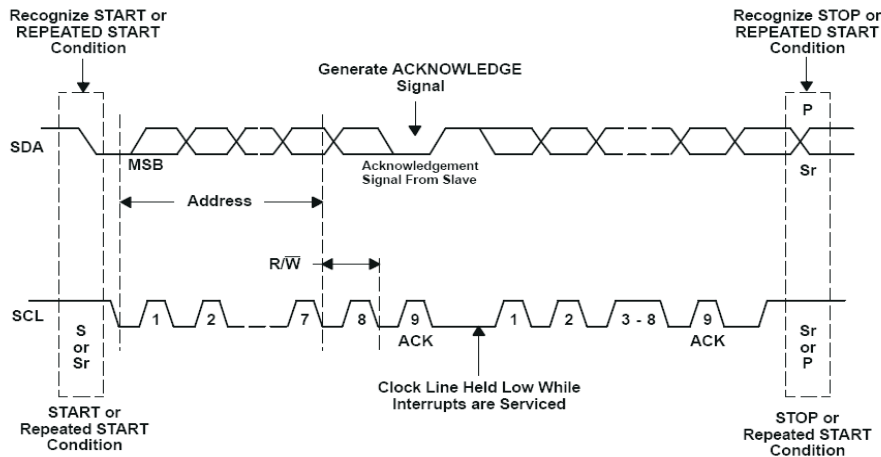 Recognize START or
REPEATED START
Condition
Recognize STOP or
REPEATED START
Condition
Generate ACKNOWLEDGE
Signal
P
SDA
MSB
Acknowledgement
Signal From Slave
Sr
Address
R/W̅
SCL
S
or
Sr
1
2
7
8
9
ACK
1
2
3 - 8
9
ACK
Sr
or
P
Clock Line Held Low While
Interrupts are Serviced
START or
Repeated START
Condition
STOP or
Repeated START
Condition